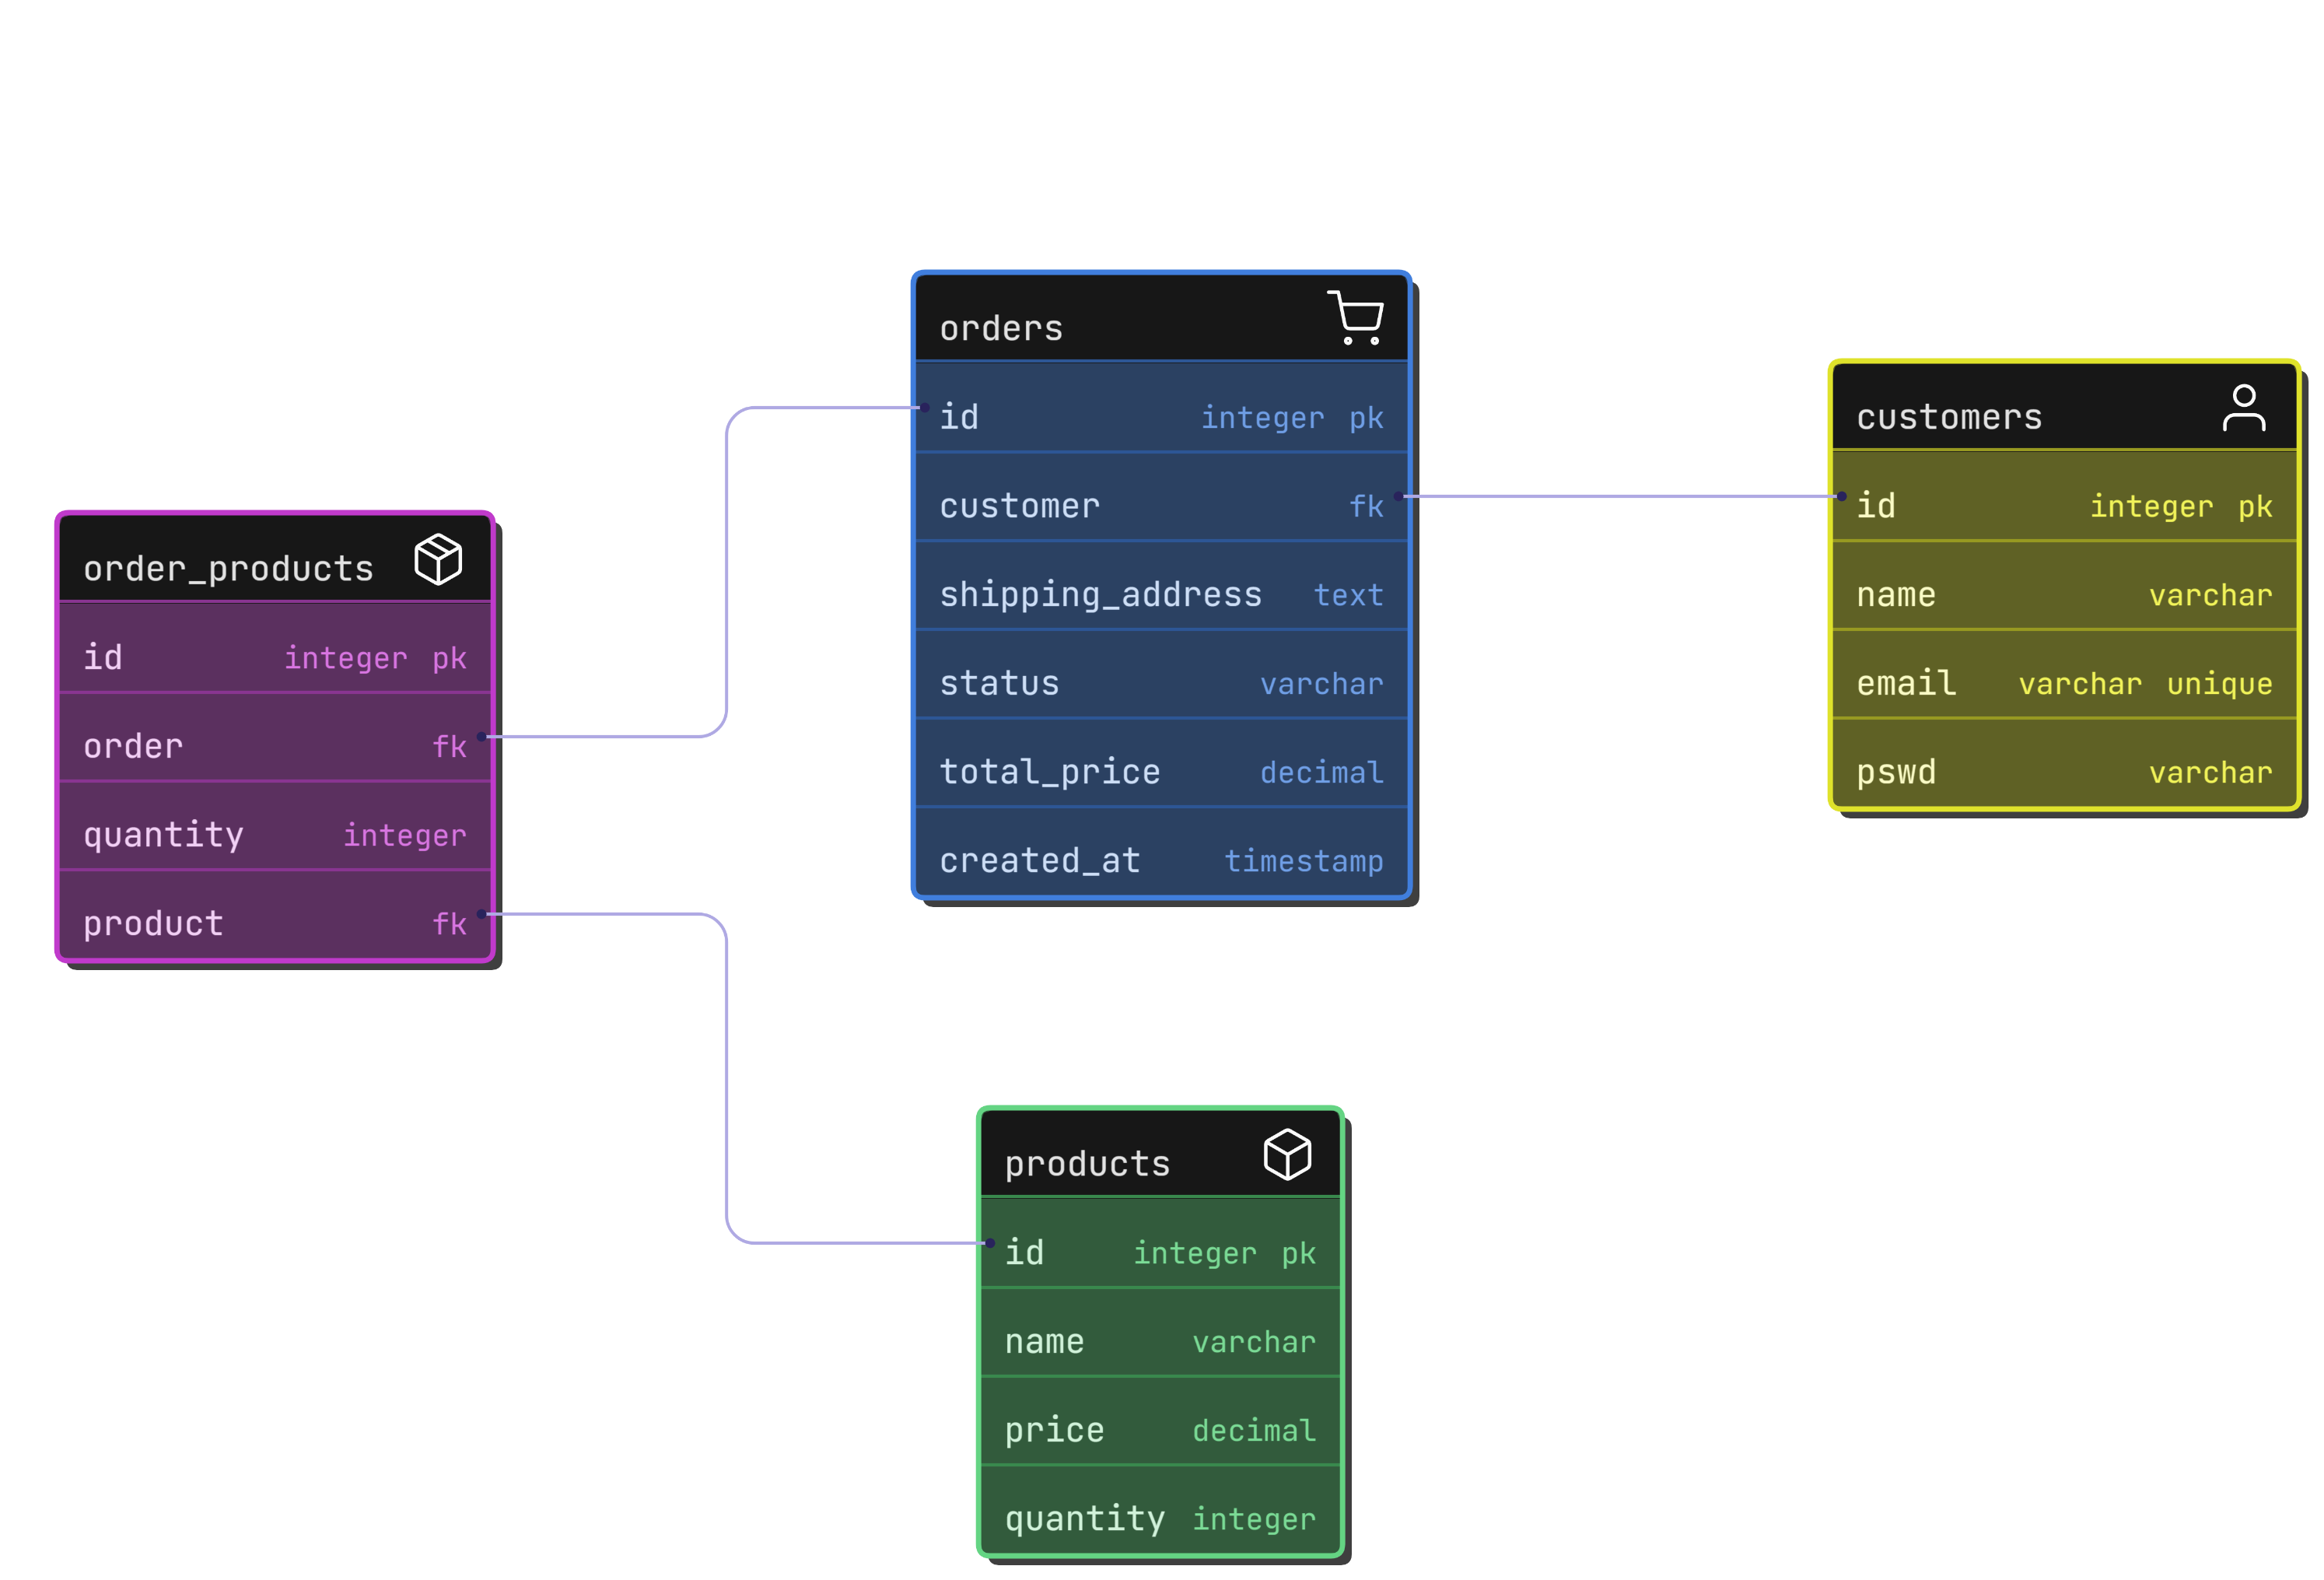 orders
id integer pk
customer fk
shipping_address text
status varchar
total_price decimal
created_at timestamp
customers
id integer pk
name varchar
email varchar unique
pswd varchar
order_products
id integer pk
order fk
quantity integer
product fk
products
id integer pk
name varchar
price decimal
quantity integer